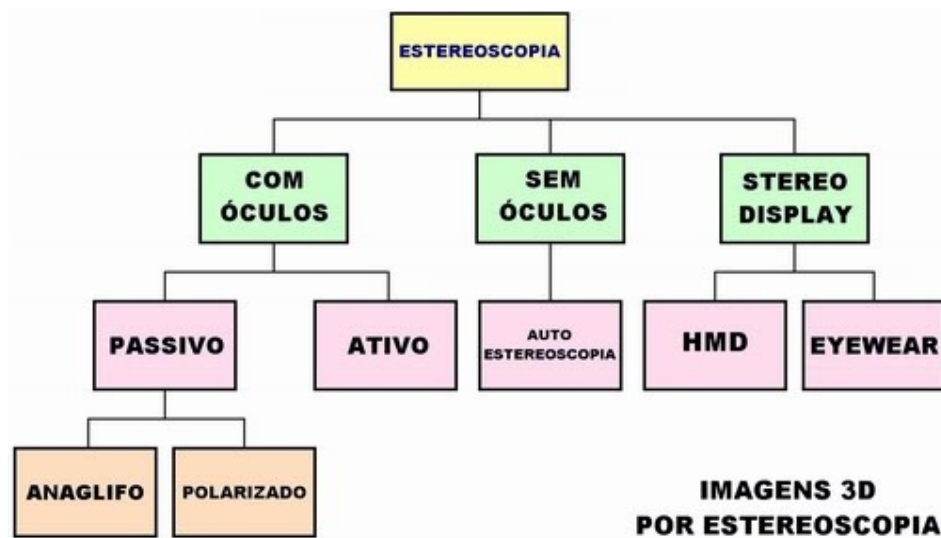 ESTEREOSCOPIA
COM
ÓCULOS
SEM
ÓCULOS
STEREO
DISPLAY
PASSIVO
ATIVO
AUTO
ESTEREOSCOPIA
HMD
EYEWEAR
ANAGLIFO
POLARIZADO
IMAGENS 3D
POR ESTEREOSCOPIA